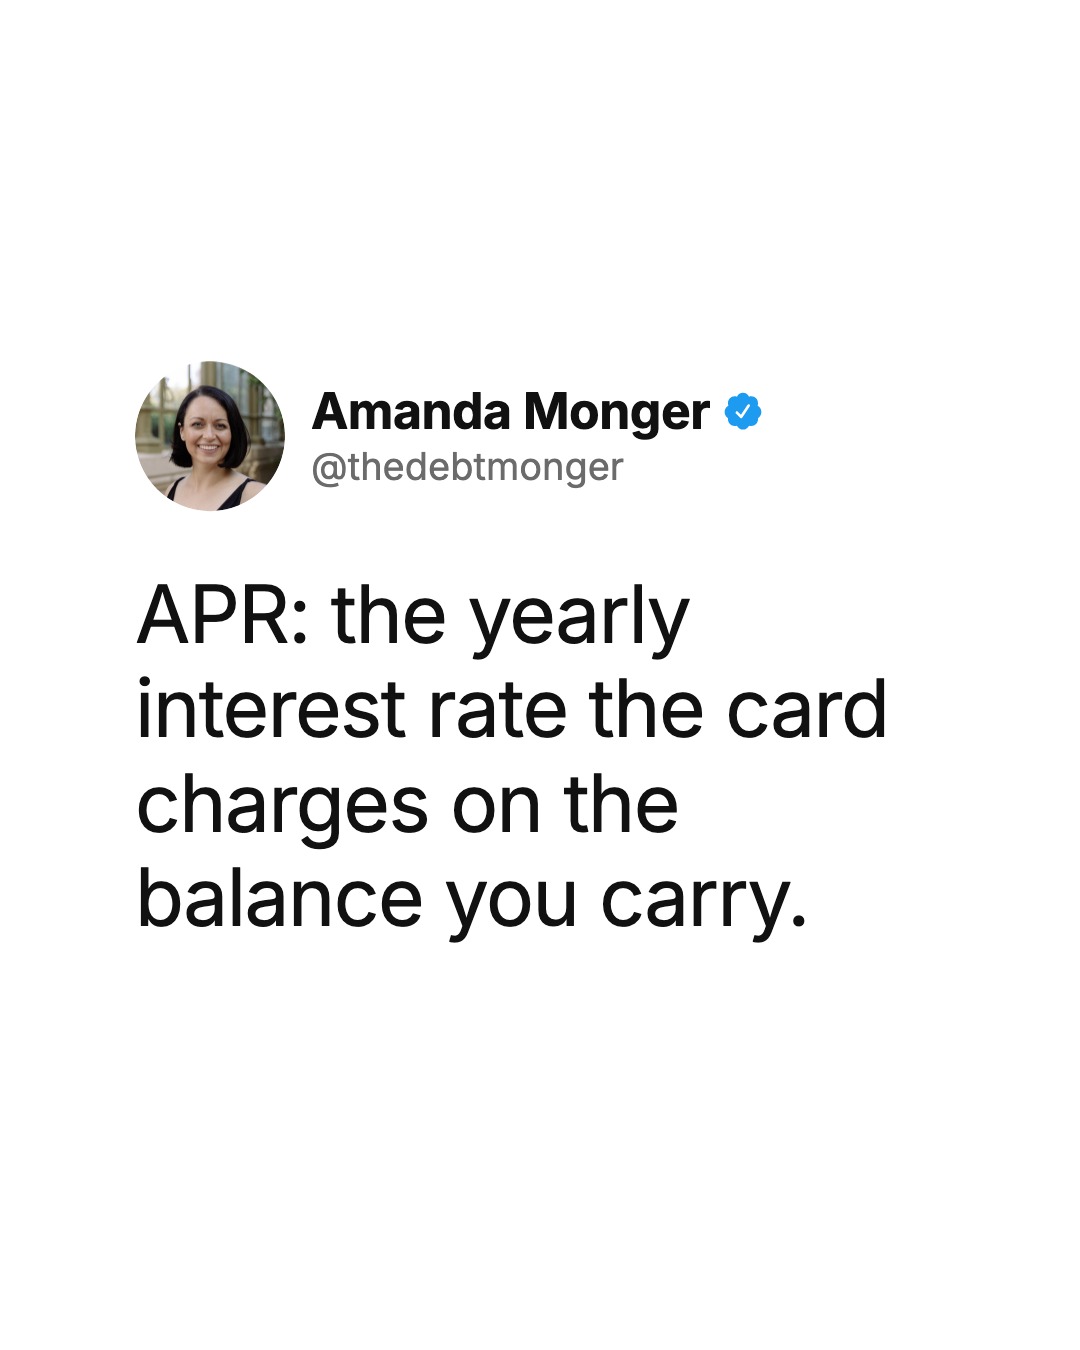 Amanda Monger
@thedebtmonger
APR: the yearly
interest rate the card
charges on the
balance you carry.